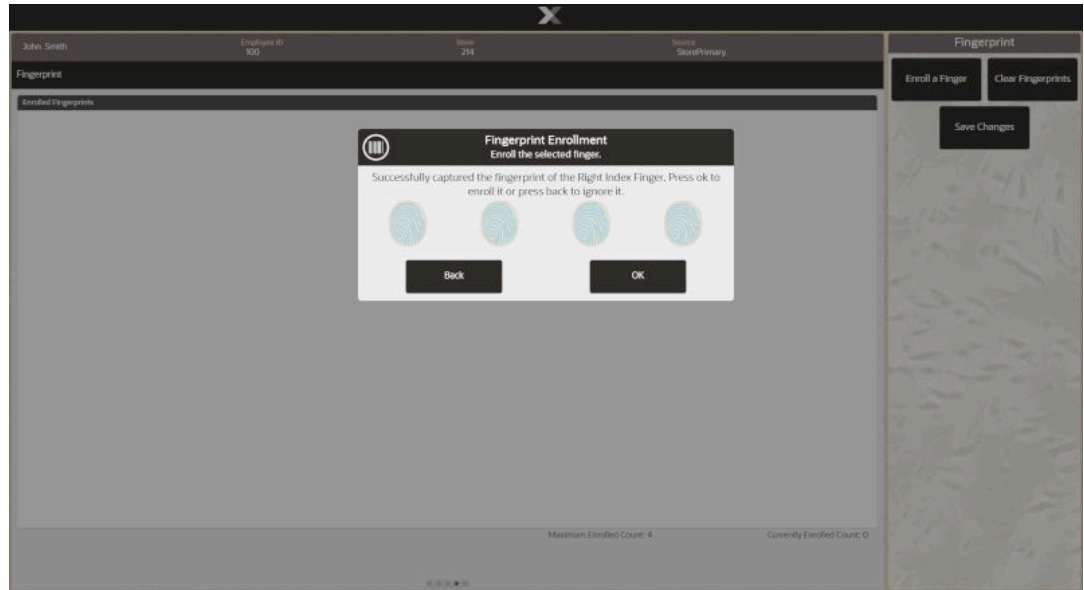 X
John Smith
Employee ID
100
Store
214
Source
StorePrimary
Fingerprint
Enrolled Fingerprints
Fingerprint Enrollment
Enroll the selected finger.
Successfully captured the fingerprint of the Right Index Finger. Press ok to
enroll it or press back to ignore it.
Back
OK
Maximum Enrolled Count: 4
Currently Enrolled Count: 0
Fingerprint
Enroll a Finger
Clear Fingerprints
Save Changes